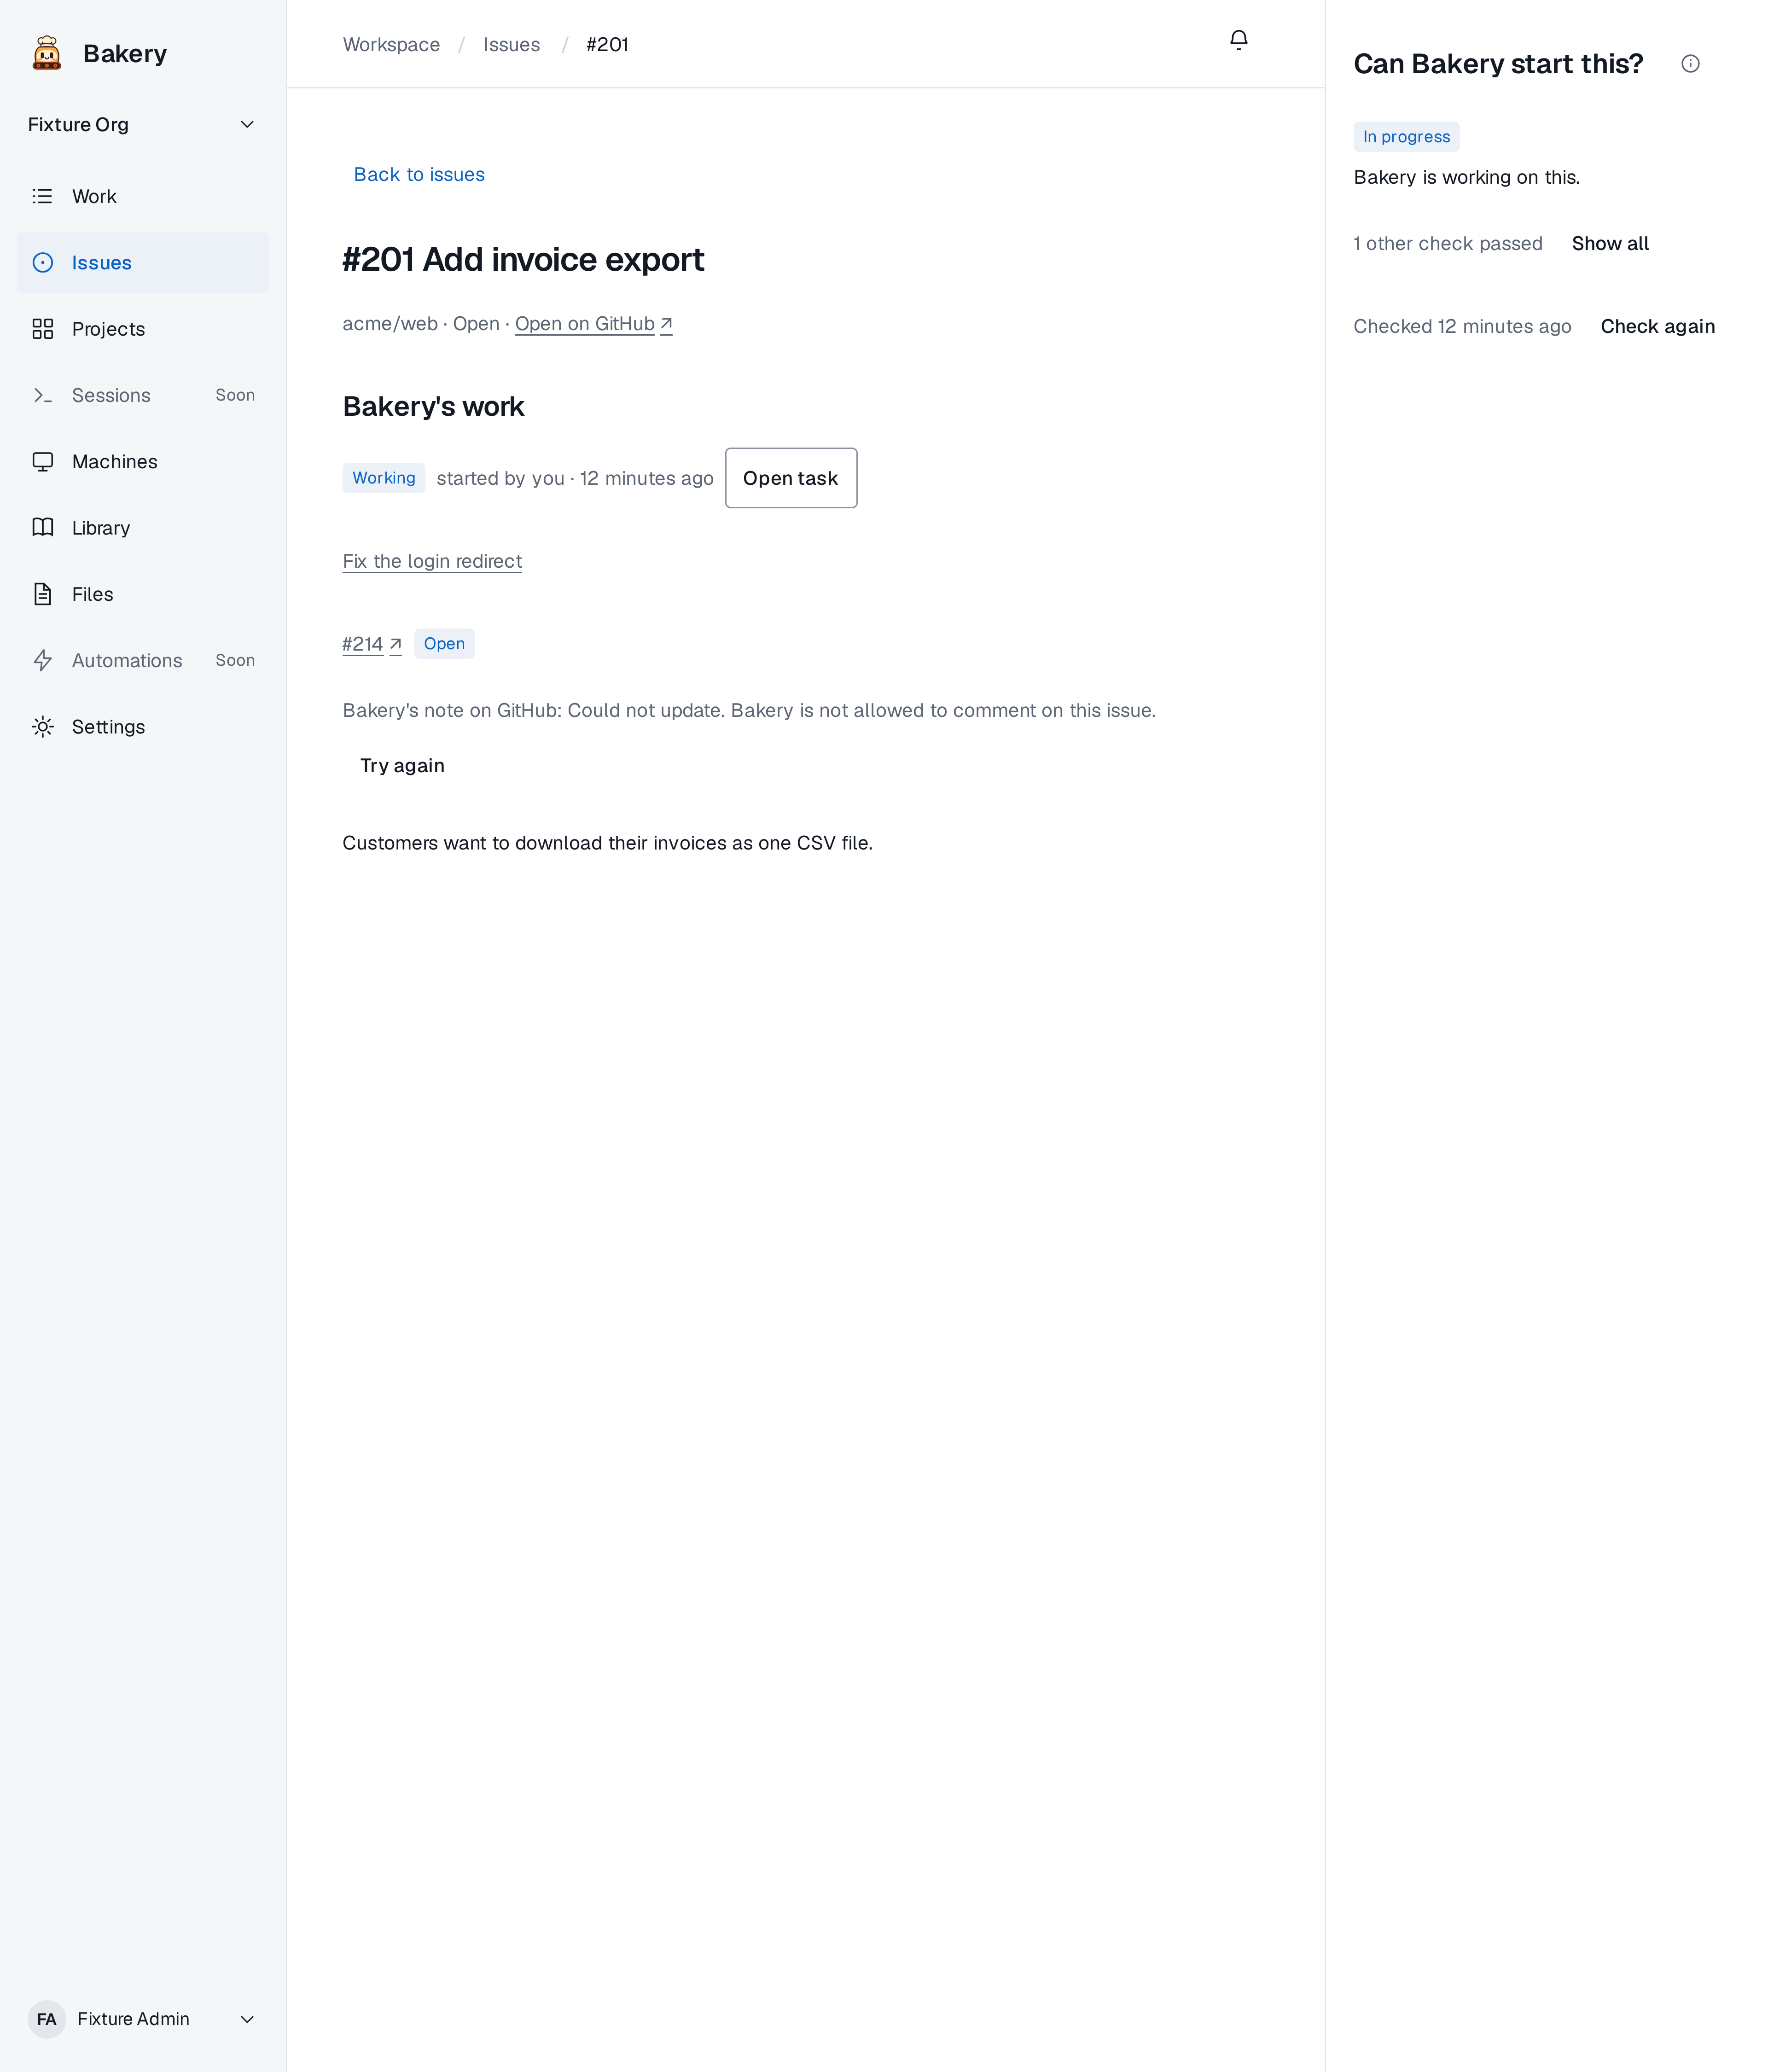 Bakery
Fixture Org
Work
Issues
Projects
Sessions Soon
Machines
Library
Files
Automations Soon
Settings
FA Fixture Admin
Workspace / Issues / #201
Back to issues
#201 Add invoice export
acme/web · Open · Open on GitHub ↗
Bakery's work
Working started by you · 12 minutes ago Open task
Fix the login redirect
#214 ↗ Open
Bakery's note on GitHub: Could not update. Bakery is not allowed to comment on this issue.
Try again
Customers want to download their invoices as one CSV file.
Can Bakery start this?
In progress
Bakery is working on this.
1 other check passed Show all
Checked 12 minutes ago Check again